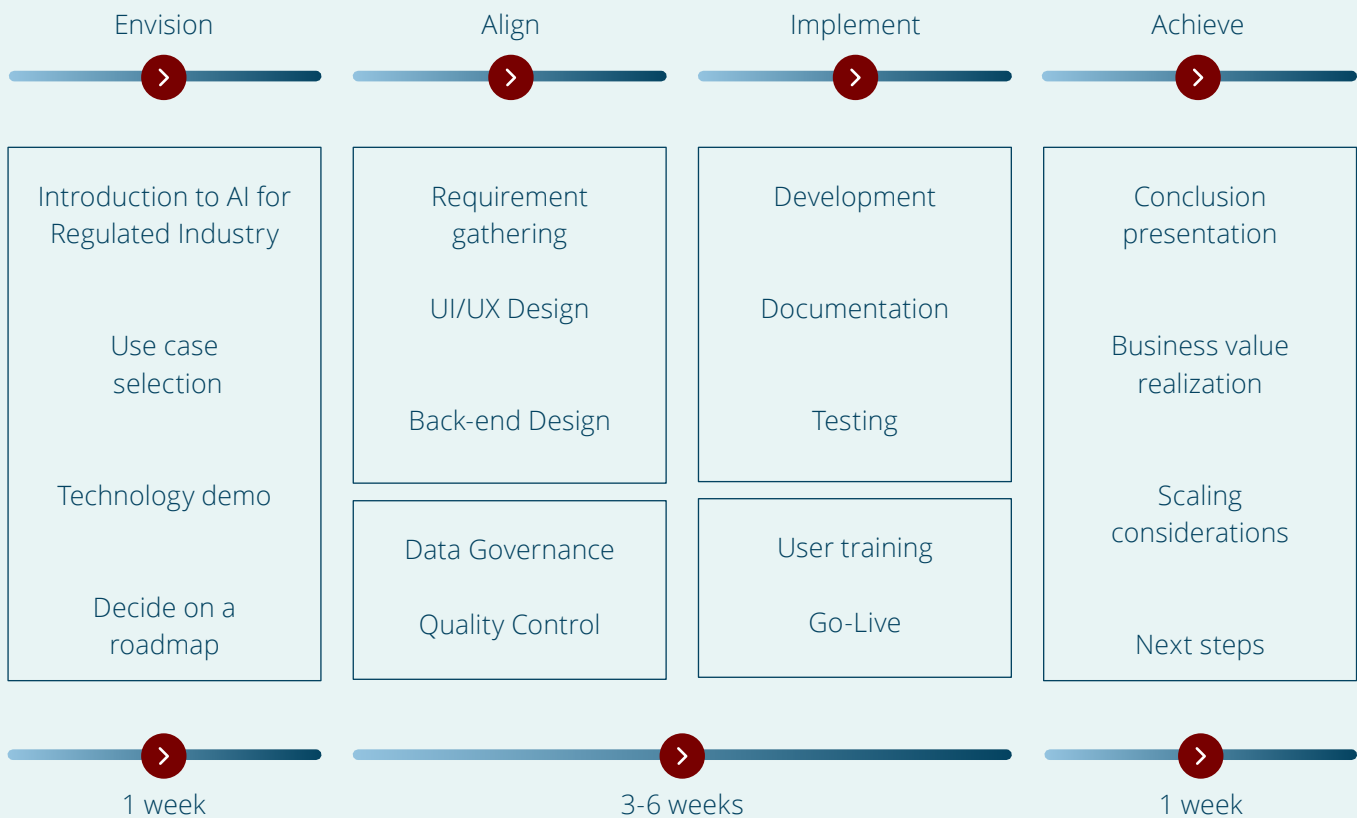 Envision
Align
Implement
Achieve
Introduction to AI for
Regulated Industry
Use case
selection
Technology demo
Decide on a
roadmap
Requirement
gathering
UI/UX Design
Back-end Design
Data Governance
Quality Control
Development
Documentation
Testing
User training
Go-Live
Conclusion
presentation
Business value
realization
Scaling
considerations
Next steps
1 week
3-6 weeks
1 week